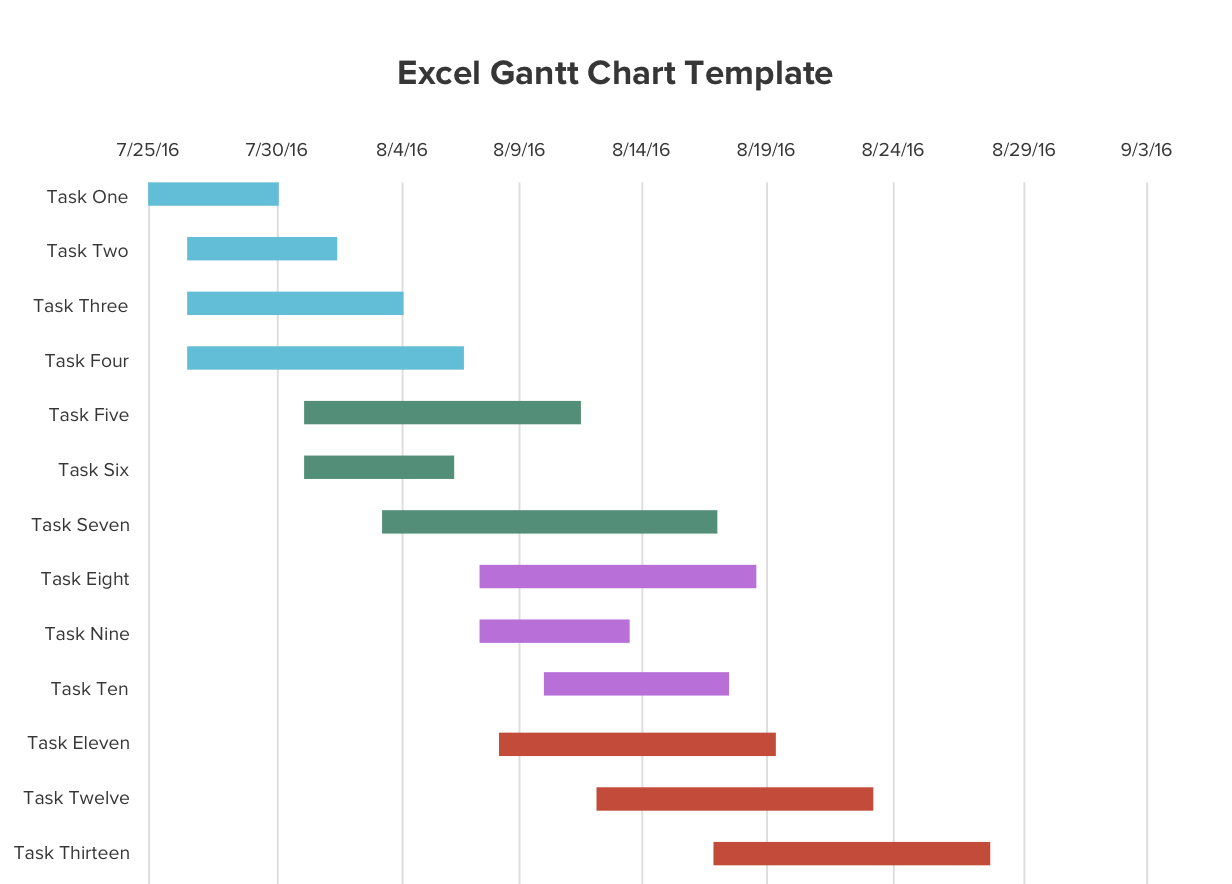 Excel Gantt Chart Template
7/25/16 7/30/16 8/4/16 8/9/16 8/14/16 8/19/16 8/24/16 8/29/16 9/3/16
Task One
Task Two
Task Three
Task Four
Task Five
Task Six
Task Seven
Task Eight
Task Nine
Task Ten
Task Eleven
Task Twelve
Task Thirteen